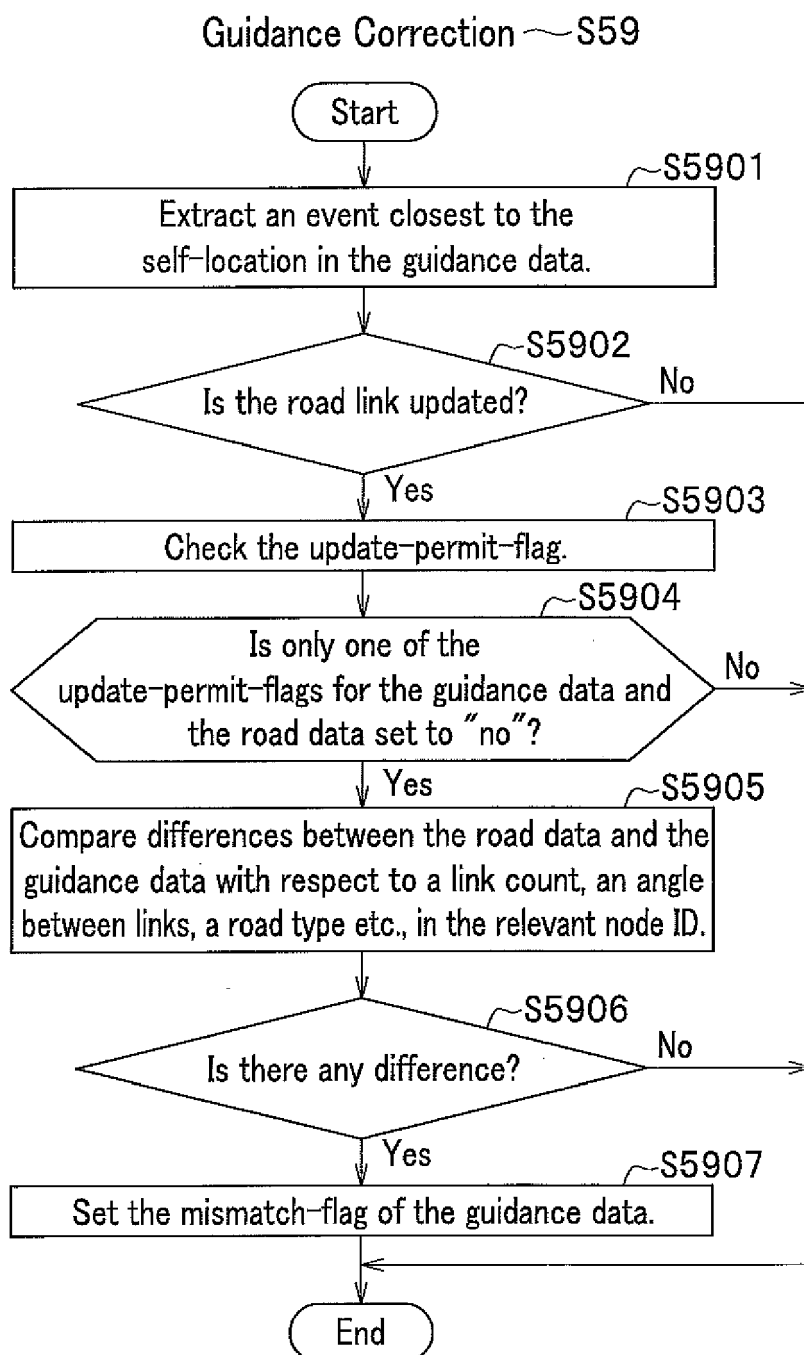 Guidance Correction ~ S59
Start
S5901
Extract an event closest to the
self-location in the guidance data.
S5902
Is the road link updated?
No
Yes
S5903
Check the update-permit-flag.
S5904
Is only one of the
update-permit-flags for the guidance data and
the road data set to "no"?
No
Yes
S5905
Compare differences between the road data and the
guidance data with respect to a link count, an angle
between links, a road type etc., in the relevant node ID.
S5906
Is there any difference?
No
Yes
S5907
Set the mismatch-flag of the guidance data.
End